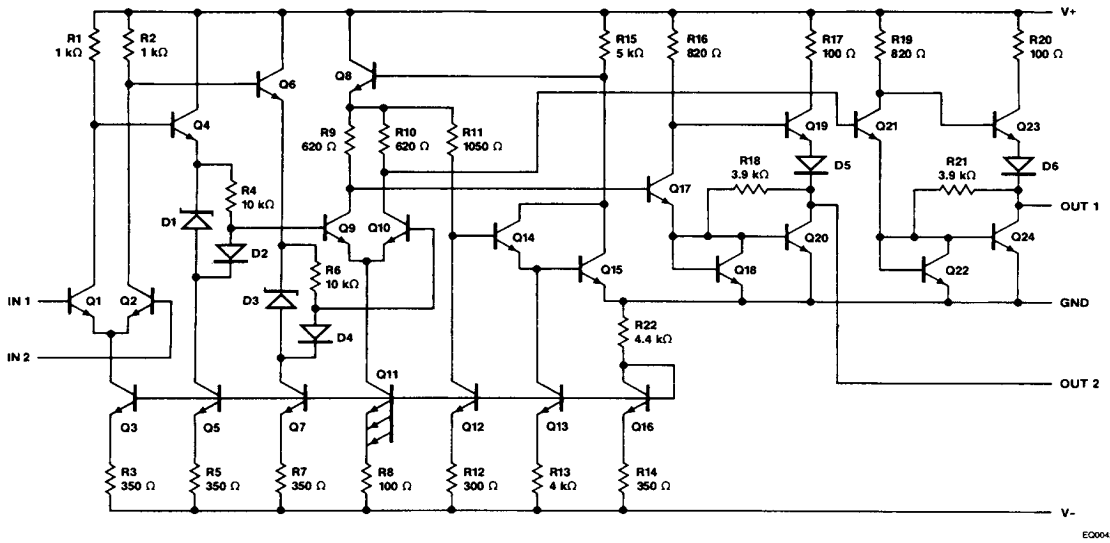 V+
R1
1 kΩ
R2
1 kΩ
Q4
Q6
Q8
R9
620 Ω
R10
620 Ω
R11
1050 Ω
R15
5 kΩ
R16
820 Ω
R17
100 Ω
R19
820 Ω
R20
100 Ω
Q19
Q21
Q23
R18
3.9 kΩ
D5
R21
3.9 kΩ
D6
R4
10 kΩ
Q17
OUT 1
D1
D2
Q9
Q10
Q14
Q20
Q24
R6
10 kΩ
Q15
Q18
Q22
D3
IN 1
Q1
Q2
GND
D4
R22
4.4 kΩ
IN 2
Q11
OUT 2
Q3
Q5
Q7
Q12
Q13
Q16
R3
350 Ω
R5
350 Ω
R7
350 Ω
R8
100 Ω
R12
300 Ω
R13
4 kΩ
R14
350 Ω
V–
EQ004